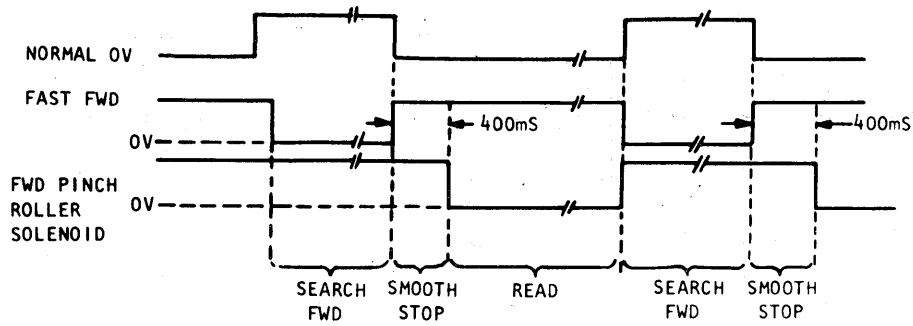 NORMAL OV
FAST FWD
OV
400mS
400mS
FWD PINCH
ROLLER OV
SOLENOID
SEARCH SMOOTH READ SEARCH SMOOTH
FWD STOP FWD STOP